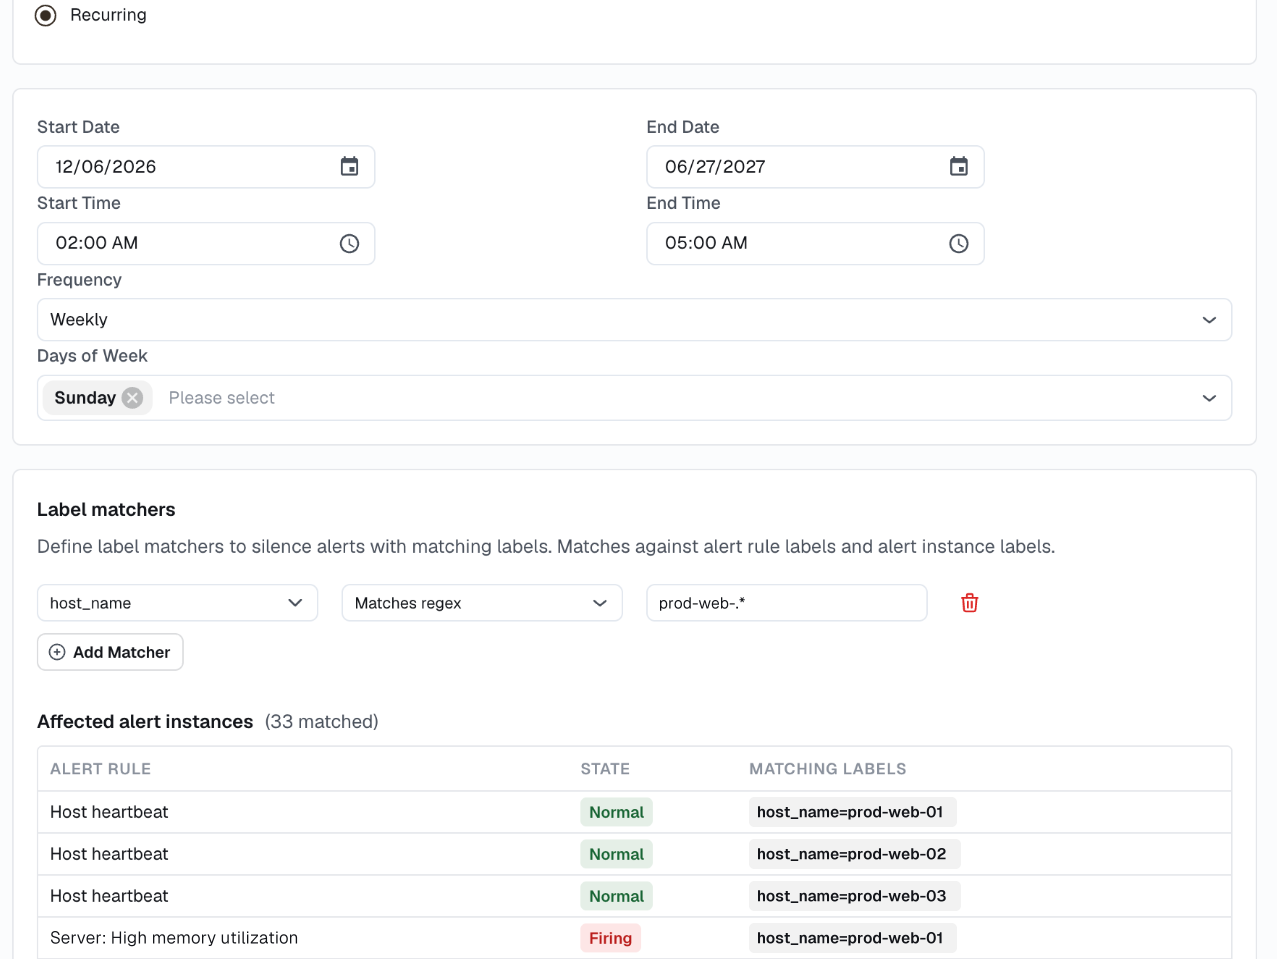 Recurring
Start Date
End Date
12/06/2026
06/27/2027
Start Time
End Time
02:00 AM
05:00 AM
Frequency
Weekly
Days of Week
Sunday Please select
Label matchers
Define label matchers to silence alerts with matching labels. Matches against alert rule labels and alert instance labels.
host_name Matches regex prod-web-.*
Add Matcher
Affected alert instances (33 matched)
ALERT RULE STATE MATCHING LABELS
Host heartbeat Normal host_name=prod-web-01
Host heartbeat Normal host_name=prod-web-02
Host heartbeat Normal host_name=prod-web-03
Server: High memory utilization Firing host_name=prod-web-01